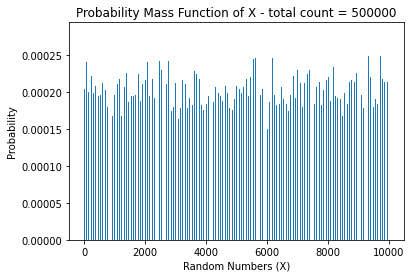 Probability Mass Function of X - total count = 500000
0.00025
0.00020
0.00015
0.00010
0.00005
0.00000
Probability
0 2000 4000 6000 8000 10000
Random Numbers (X)